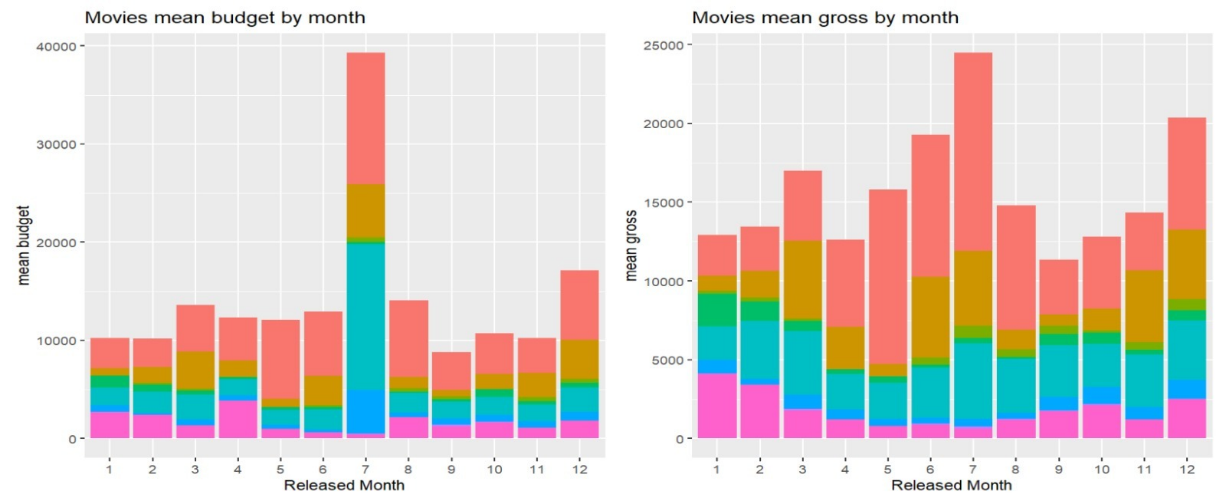 Movies mean budget by month
40000
30000
20000
10000
0
mean budget
1 2 3 4 5 6 7 8 9 10 11 12
Released Month
Movies mean gross by month
25000
20000
15000
10000
5000
0
mean gross
1 2 3 4 5 6 7 8 9 10 11 12
Released Month